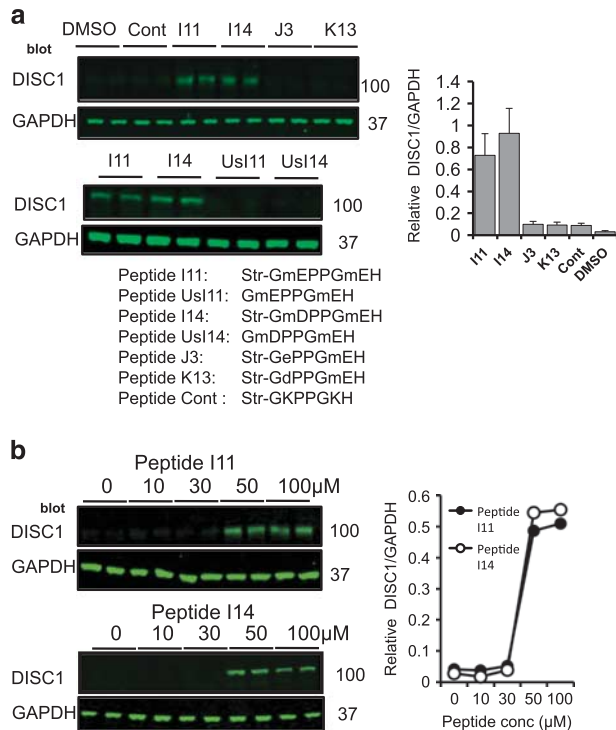 a
DMSO Cont I11 I14 J3 K13
blot
DISC1 100
GAPDH 37
I11 I14 UsI11 UsI14
DISC1 100
GAPDH 37
Relative DISC1/GAPDH
1.4
1.2
1
0.8
0.6
0.4
0.2
0
I11 I14 J3 K13 Cont DMSO
Peptide I11: Str-GmEPPGmEH
Peptide UsI11: GmEPPGmEH
Peptide I14: Str-GmDPPGmDEH
Peptide UsI14: GmDPPGmEH
Peptide J3: Str-GePPGmEH
Peptide K13: Str-GdPPGmEH
Peptide Cont : Str-GKPPGKH
b
Peptide I11
0 10 30 50 100µM
blot
DISC1 100
GAPDH 37
Peptide I14
0 10 30 50 100µM
DISC1 100
GAPDH 37
Relative DISC1/GAPDH
0.6
0.5
0.4
0.3
0.2
0.1
0
Peptide
I11
Peptide
I14
0 10 30 50 100
Peptide conc (µM)